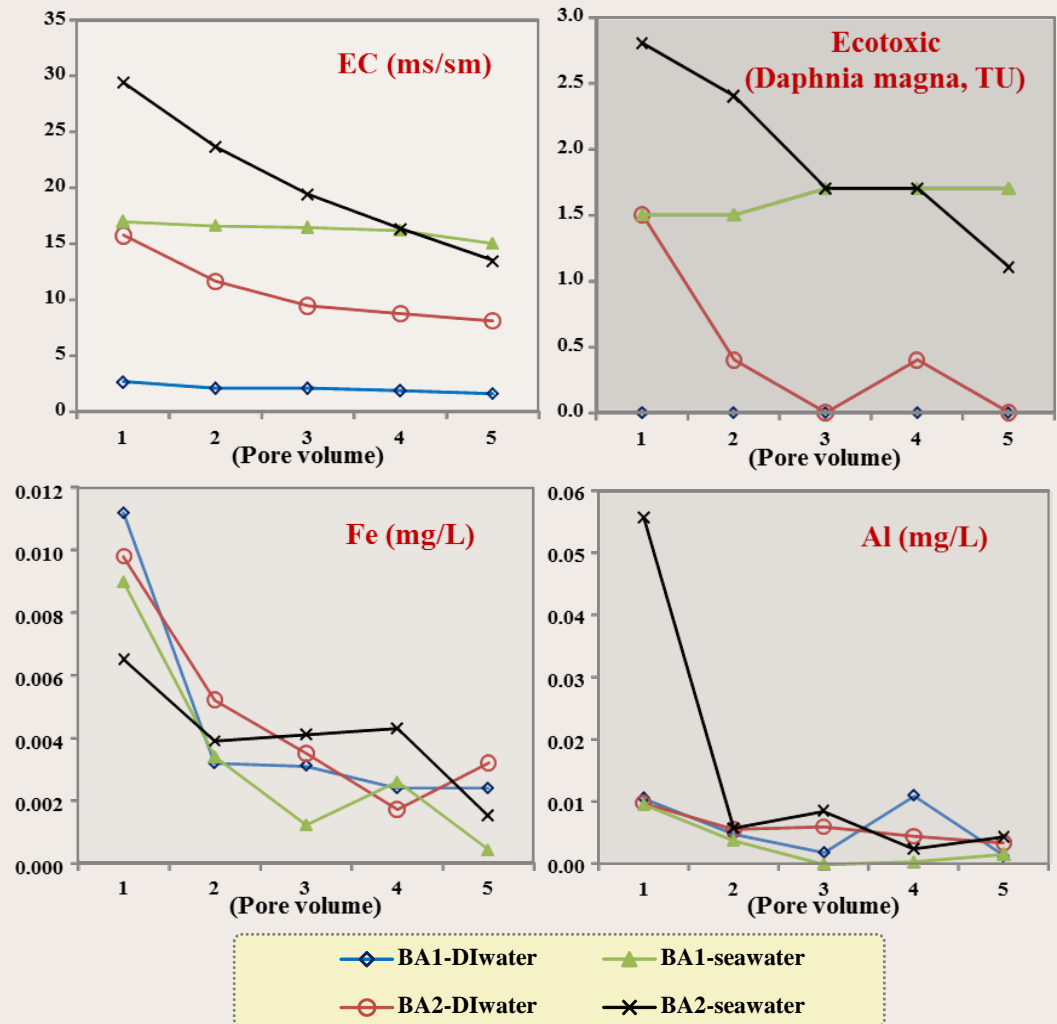 35
30
25
20
15
10
5
0
EC (ms/sm)
1 2 3 4 5
(Pore volume)
3.0
2.5
2.0
1.5
1.0
0.5
0.0
Ecotoxic
(Daphnia magna, TU)
1 2 3 4 5
(Pore volume)
0.012
0.010
0.008
0.006
0.004
0.002
0.000
Fe (mg/L)
1 2 3 4 5
(Pore volume)
0.06
0.05
0.04
0.03
0.02
0.01
0.00
Al (mg/L)
1 2 3 4 5
(Pore volume)
BA1-DIwater BA1-seawater
BA2-DIwater BA2-seawater